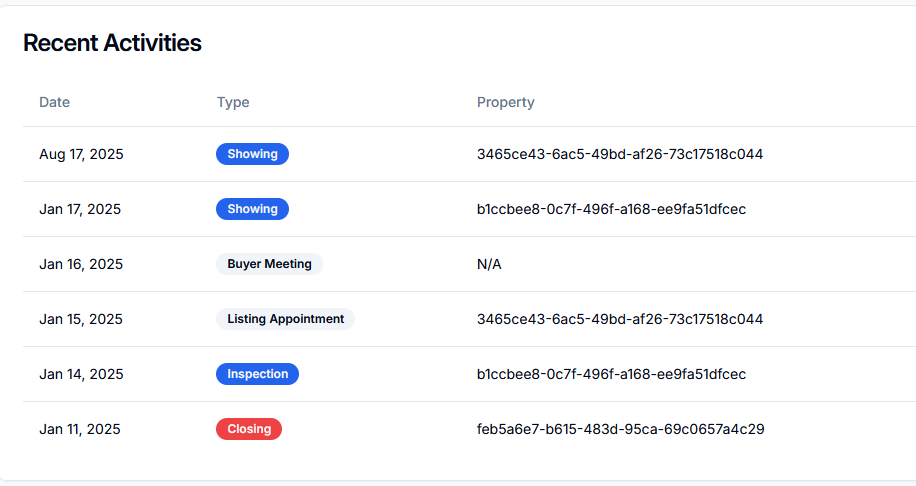 Recent Activities
Date Type Property
Aug 17, 2025 Showing 3465ce43-6ac5-49bd-af26-73c17518c044
Jan 17, 2025 Showing b1ccbee8-0c7f-496f-a168-ee9fa51dfcec
Jan 16, 2025 Buyer Meeting N/A
Jan 15, 2025 Listing Appointment 3465ce43-6ac5-49bd-af26-73c17518c044
Jan 14, 2025 Inspection b1ccbee8-0c7f-496f-a168-ee9fa51dfcec
Jan 11, 2025 Closing feb5a6e7-b615-483d-95ca-69c0657a4c29